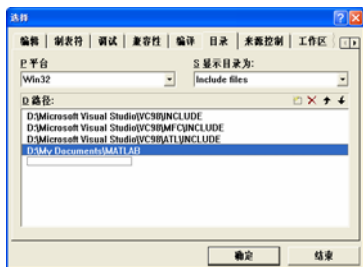 选择
编辑 制表符 调试 兼容性 编译 目录 来源控制 工作区
P平台
S显示目录为:
Win32
Include files
D路径:
D:\Microsoft Visual Studio\VC98\INCLUDE
D:\Microsoft Visual Studio\VC98\MFC\INCLUDE
D:\Microsoft Visual Studio\VC98\ATL\INCLUDE
D:\My Documents\MATLAB
确定
结束